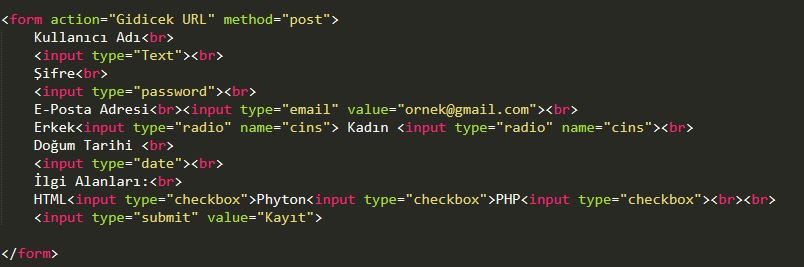 <form action="Gidicek URL" method="post">
Kullanıcı Adı<br>
<input type="Text"><br>
Şifre<br>
<input type="password"><br>
E-Posta Adresi<br><input type="email" value="ornek@gmail.com"><br>
Erkek<input type="radio" name="cins"> Kadın <input type="radio" name="cins"><br>
Doğum Tarihi <br>
<input type="date"><br>
İlgi Alanları:<br>
HTML<input type="checkbox">Phyton<input type="checkbox">PHP<input type="checkbox"><br><br>
<input type="submit" value="Kayıt">
</form>